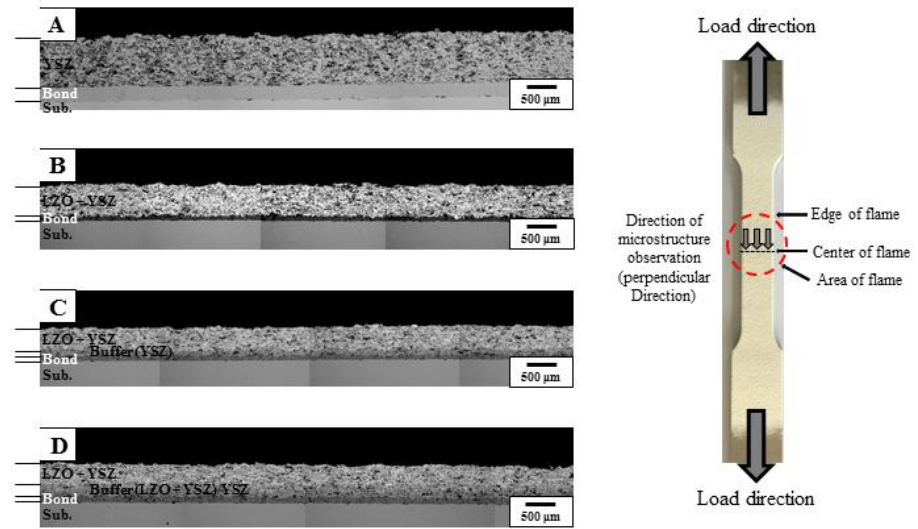 A
YSZ
Bond
Sub.
500 µm
B
LZO – YSZ
Bond
Sub.
500 µm
C
LZO – YSZ
Buffer (YSZ)
Bond
Sub.
500 µm
D
LZO – YSZ
Buffer (LZO – YSZ) YSZ
Bond
Sub.
500 µm
Load direction
Direction of
microstructure
observation
(perpendicular
Direction)
Edge of flame
Center of flame
Area of flame
Load direction